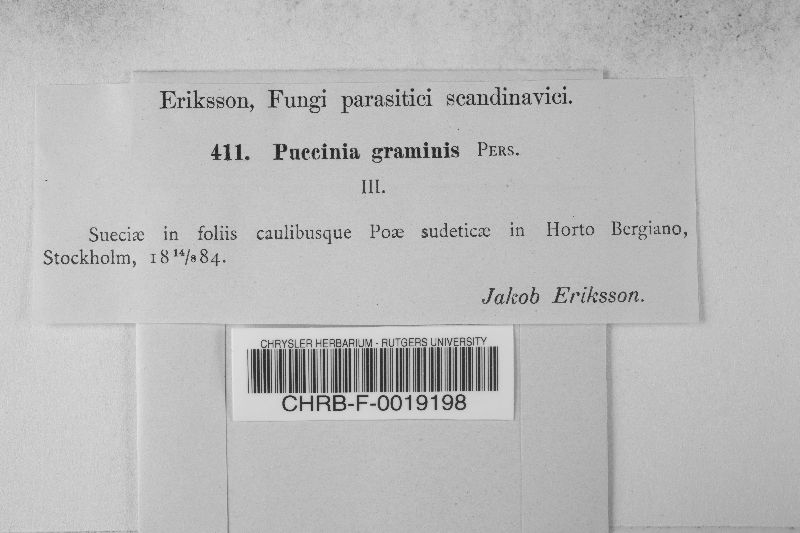 Eriksson, Fungi parasitici scandinavici.
411. Puccinia graminis PERS.
III.
Sueciæ in foliis caulibusque Poæ sudeticæ in Horto Bergiano,
Stockholm, 18 14/8 84.
Jakob Eriksson.
CHRYSLER HERBARIUM - RUTGERS UNIVERSITY
CHRB-F-0019198